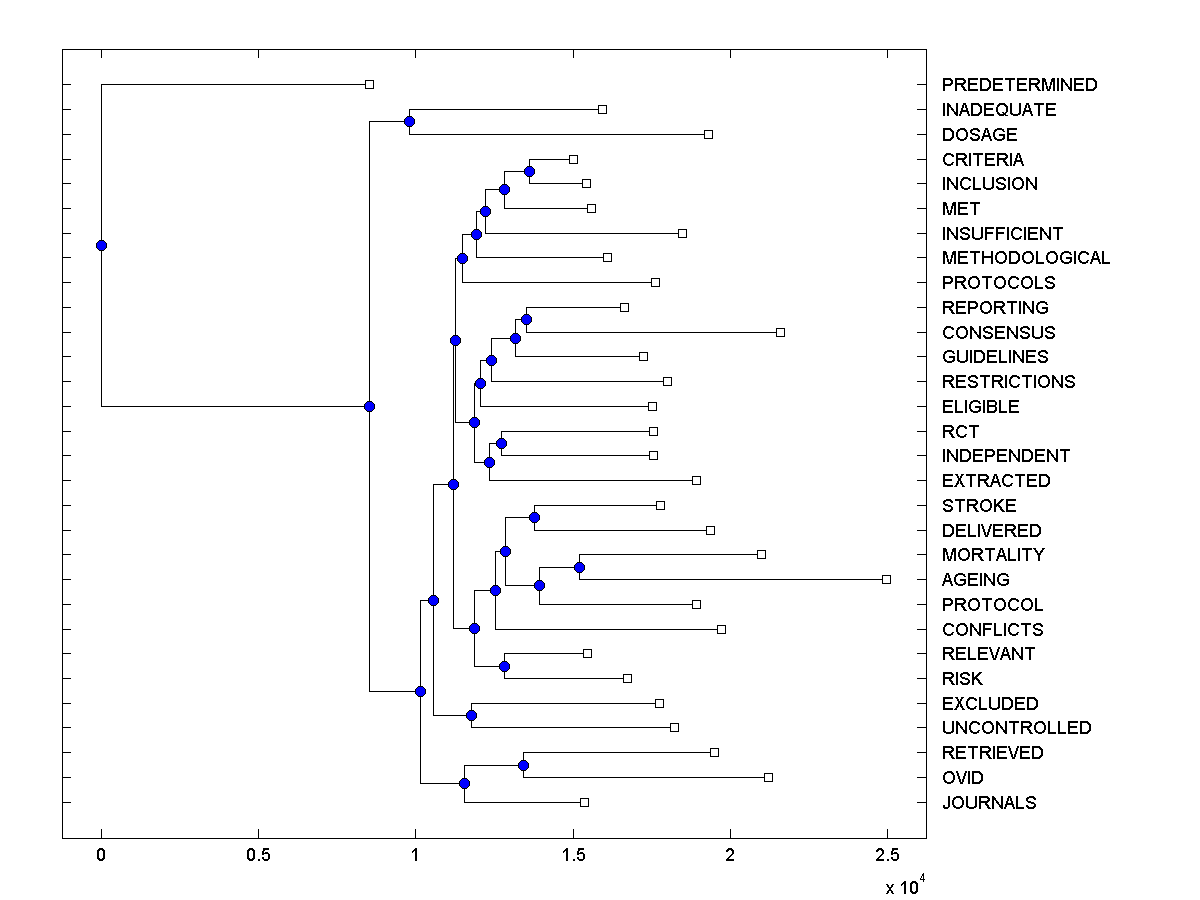 PREDETERMINED
INADEQUATE
DOSAGE
CRITERIA
INCLUSION
MET
INSUFFICIENT
METHODOLOGICAL
PROTOCOLS
REPORTING
CONSENSUS
GUIDELINES
RESTRICTIONS
ELIGIBLE
RCT
INDEPENDENT
EXTRACTED
STROKE
DELIVERED
MORTALITY
AGEING
PROTOCOL
CONFLICTS
RELEVANT
RISK
EXCLUDED
UNCONTROLLED
RETRIEVED
OVID
JOURNALS
0 0.5 1 1.5 2 2.5
x 10^4